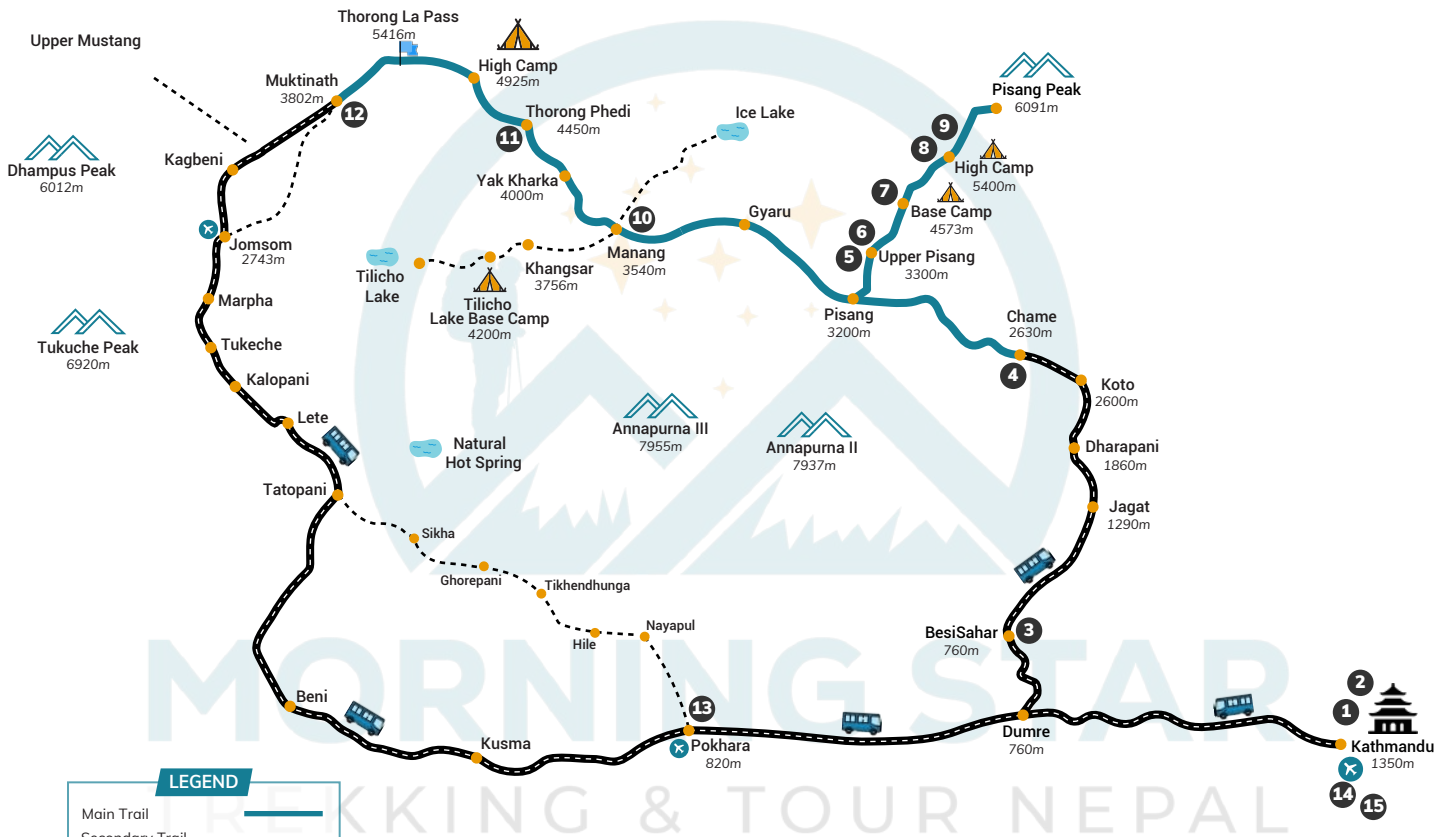 Thorong La Pass
5416m
Upper Mustang
High Camp
4925m
Muktinath
3802m
12
Thorong Phedi
4450m
11
Ice Lake
Pisang Peak
6091m
9
8
High Camp
5400m
Dhampus Peak
6012m
Kagbeni
Yak Kharka
4000m
7
Base Camp
4573m
10
Gyaru
Manang
3540m
6
5
Upper Pisang
3300m
Jomsom
2743m
Tilicho
Lake
Khangsar
3756m
Tilicho
Lake Base Camp
4200m
Marpha
Pisang
3200m
Chame
2630m
4
Tukuche Peak
6920m
Tukeche
Kalopani
Koto
2600m
Lete
Annapurna III
7955m
Annapurna II
7937m
Natural
Hot Spring
Dharapani
1860m
Tatopani
Jagat
1290m
Sikha
Ghorepani
Tikhendhunga
Hile
Nayapul
BesiSahar
760m
3
MORNING STAR
Beni
13
Pokhara
820m
Kusma
Dumre
760m
2
1
Kathmandu
1350m
14
15
LEGEND
Main Trail
Secondary Trail
TREKKING & TOUR NEPAL